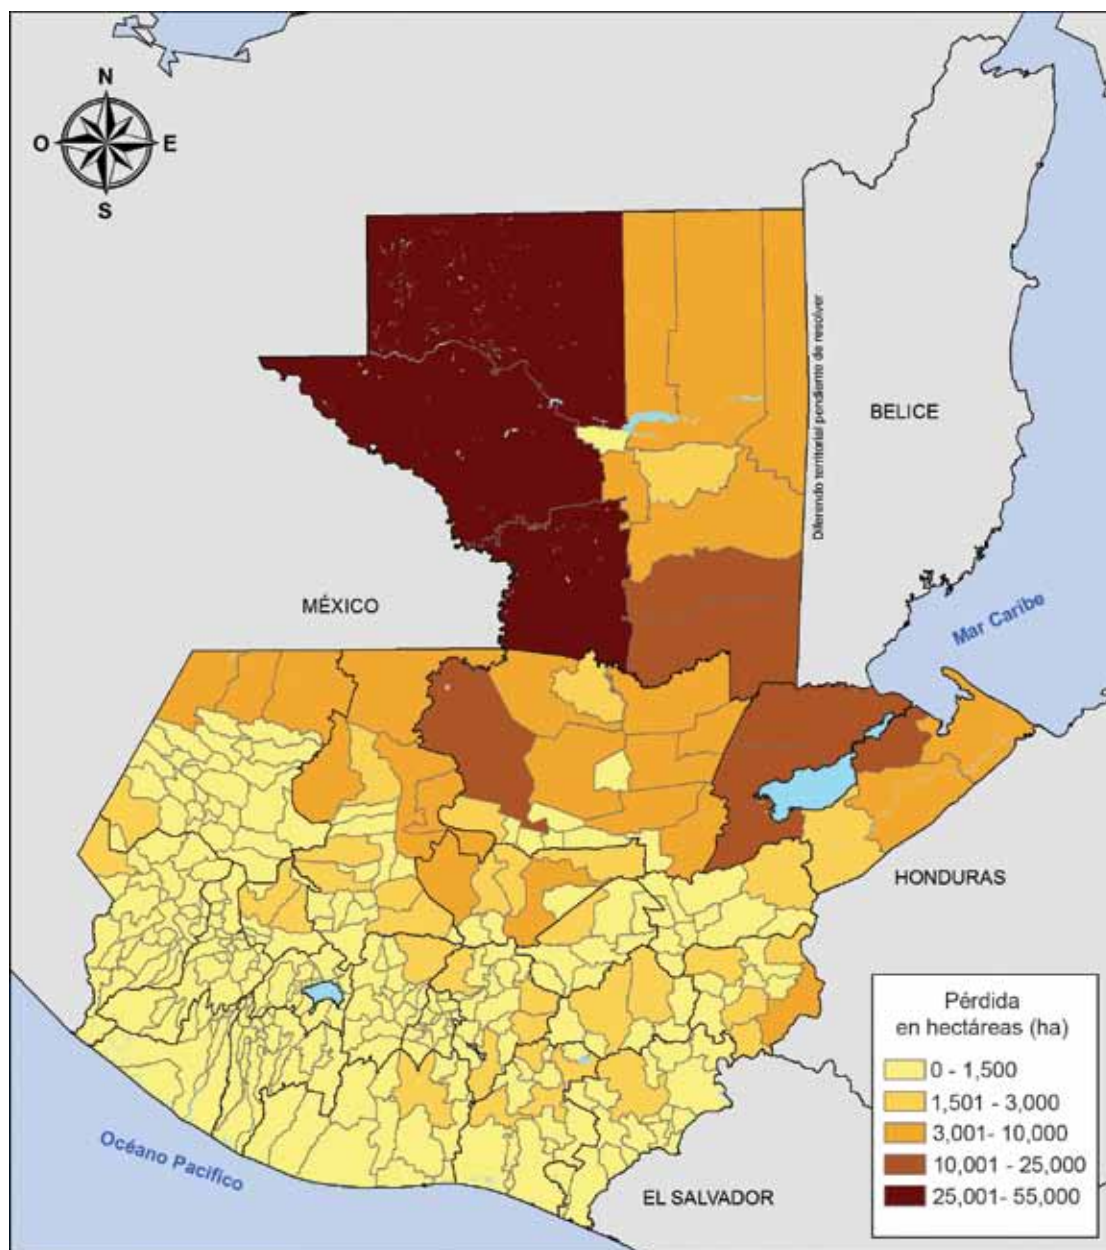 N
O E
S
Diferendo territorial pendiente de resolver
BELICE
MÉXICO
Mar Caribe
HONDURAS
Océano Pacífico
EL SALVADOR
Pérdida
en hectáreas (ha)
0 - 1,500
1,501 - 3,000
3,001- 10,000
10,001 - 25,000
25,001- 55,000